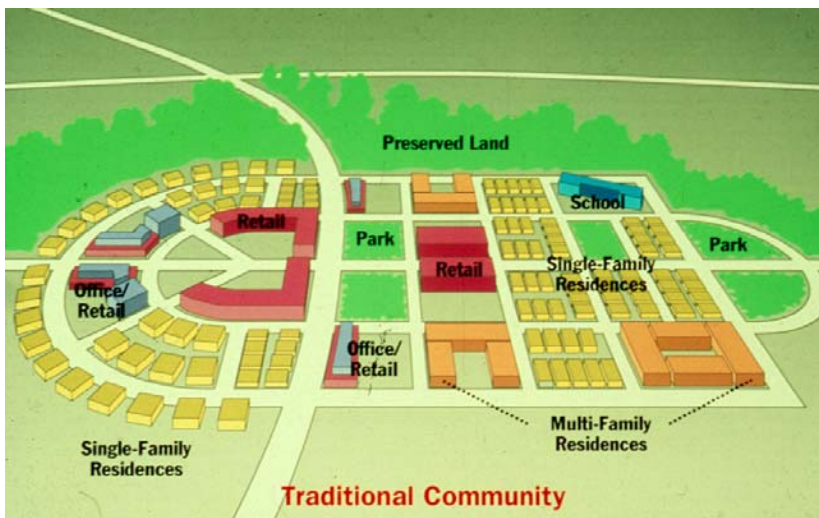 Preserved Land
School
Retail
Park
Park
Retail
Single-Family
Residences
Office/
Retail
Office/
Retail
Multi-Family
Residences
Single-Family
Residences
Traditional Community